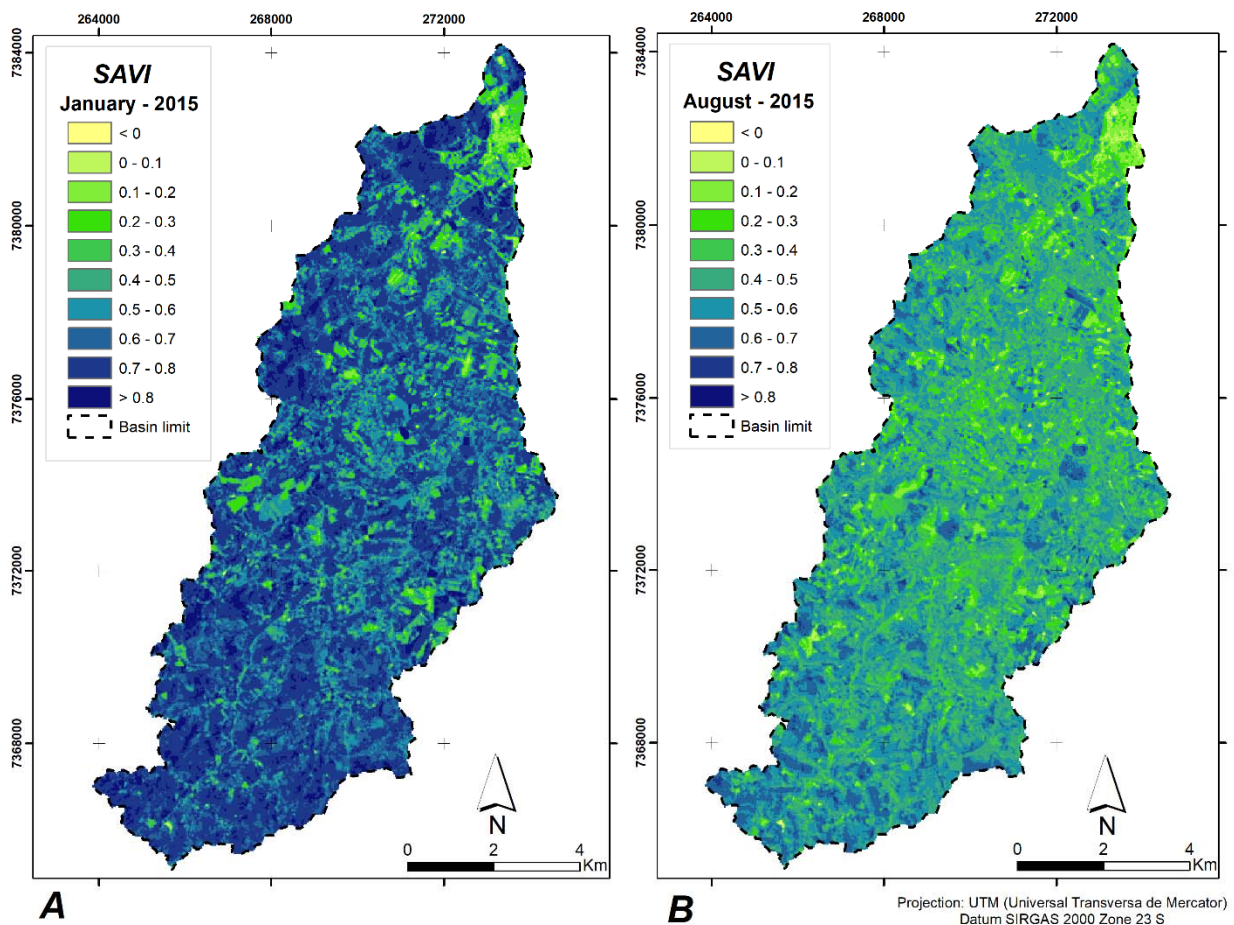 264000
268000
272000
7384000
7380000
7376000
7372000
7368000
SAVI
January - 2015
< 0
0 - 0.1
0.1 - 0.2
0.2 - 0.3
0.3 - 0.4
0.4 - 0.5
0.5 - 0.6
0.6 - 0.7
0.7 - 0.8
> 0.8
Basin limit
N
0 2 4
Km
A
264000
268000
272000
7384000
7380000
7376000
7372000
7368000
SAVI
August - 2015
< 0
0 - 0.1
0.1 - 0.2
0.2 - 0.3
0.3 - 0.4
0.4 - 0.5
0.5 - 0.6
0.6 - 0.7
0.7 - 0.8
> 0.8
Basin limit
N
0 2 4
Km
B
Projection: UTM (Universal Transversa de Mercator)
Datum SIRGAS 2000 Zone 23 S